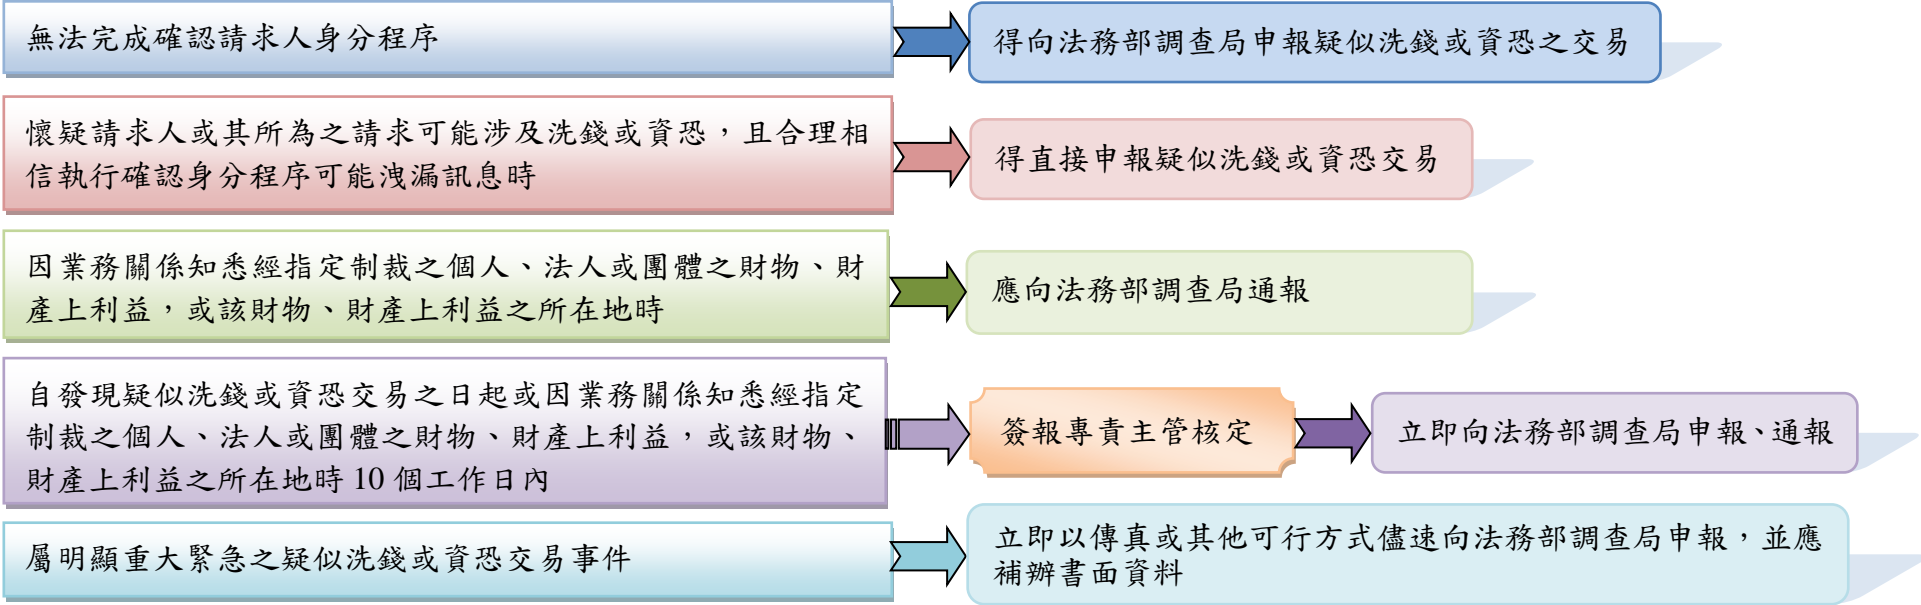 無法完成確認請求人身分程序
得向法務部調查局申報疑似洗錢或資恐之交易
懷疑請求人或其所為之請求可能涉及洗錢或資恐，且合理相
信執行確認身分程序可能洩漏訊息時
得直接申報疑似洗錢或資恐交易
因業務關係知悉經指定制裁之個人、法人或團體之財物、財
產上利益，或該財物、財產上利益之所在地時
應向法務部調查局通報
自發現疑似洗錢或資恐交易之日起或因業務關係知悉經指定
制裁之個人、法人或團體之財物、財產上利益，或該財物、
財產上利益之所在地時 10 個工作日內
簽報專責主管核定
立即向法務部調查局申報、通報
屬明顯重大緊急之疑似洗錢或資恐交易事件
立即以傳真或其他可行方式儘速向法務部調查局申報，並應
補辦書面資料